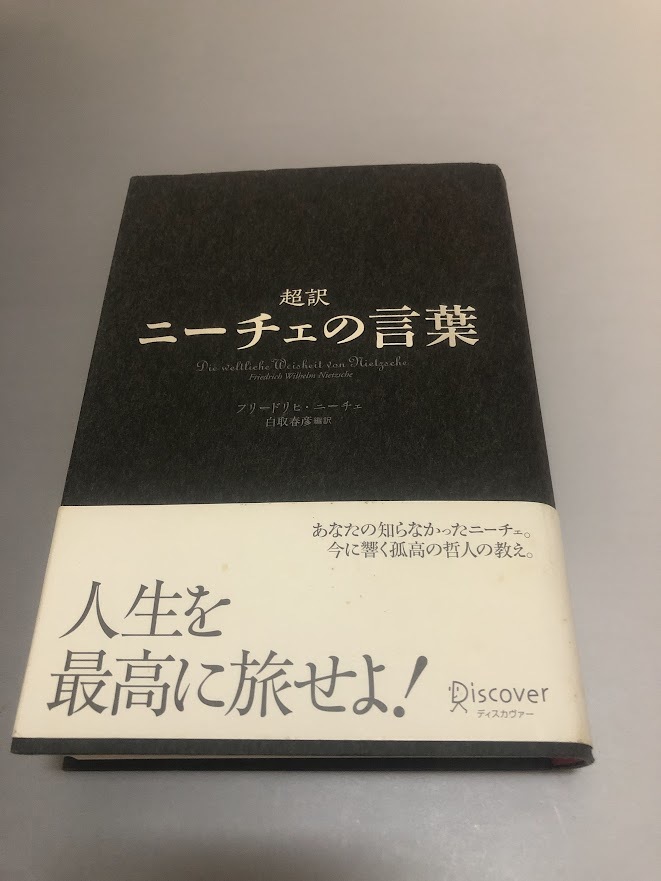 超訳
ニーチェの言葉
Die weltliche Weisheit von Nietzsche
Friedrich Wilhelm Nietzsche
フリードリヒ・ニーチェ
白取春彦 編訳
あなたの知らなかったニーチェ。
今に響く孤高の哲人の教え。
人生を
最高に旅せよ!
Discover
ディスカヴァー